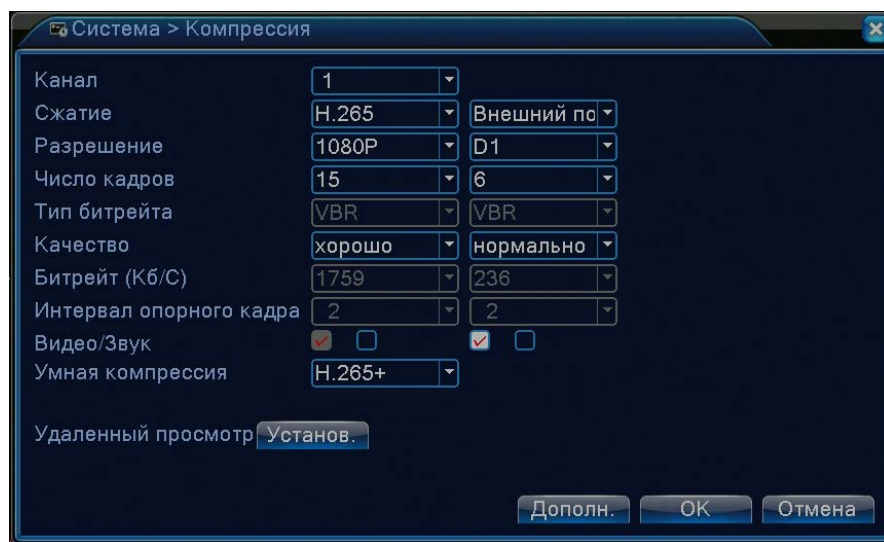 Система > Компрессия
Канал 1
Сжатие H.265 Внешний по
Разрешение 1080P D1
Число кадров 15 6
Тип битрейта VBR VBR
Качество хорошо нормально
Битрейт (Кб/С) 1759 236
Интервал опорного кадра 2 2
Видео/Звук
Умная компрессия H.265+
Удаленный просмотр Установ.
Дополн. OK Отмена